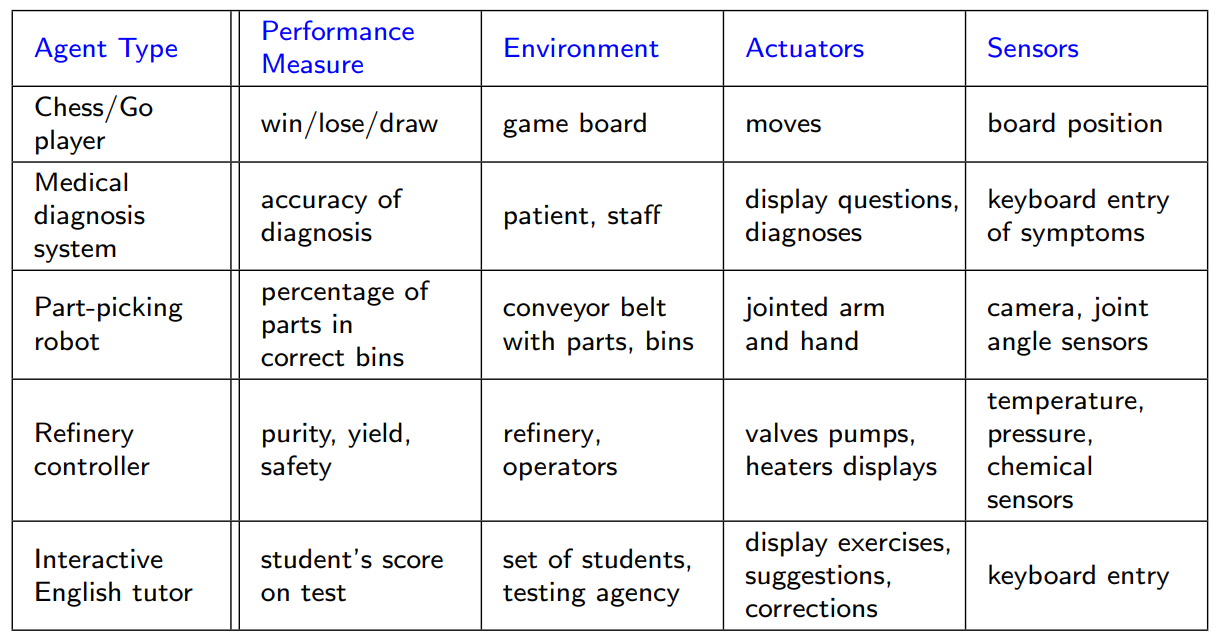 Agent Type
Performance
Measure
Environment
Actuators
Sensors
Chess/Go
player
win/lose/draw
game board
moves
board position
Medical
diagnosis
system
accuracy of
diagnosis
patient, staff
display questions,
diagnoses
keyboard entry
of symptoms
Part-picking
robot
percentage of
parts in
correct bins
conveyor belt
with parts, bins
jointed arm
and hand
camera, joint
angle sensors
Refinery
controller
purity, yield,
safety
refinery,
operators
valves pumps,
heaters displays
temperature,
pressure,
chemical
sensors
Interactive
English tutor
student's score
on test
set of students,
testing agency
display exercises,
suggestions,
corrections
keyboard entry